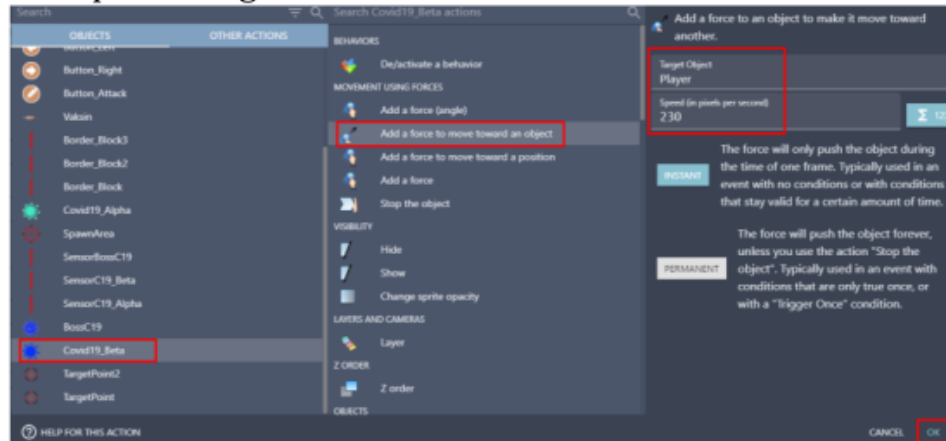 Search
OBJECTS
OTHER ACTIONS
Button_Right
Button_Attack
Vaksin
Border_Block3
Border_Block2
Border_Block
Covid19_Alpha
SpawnArea
SensorBossC19
SensorC19_Beta
SensorC19_Alpha
BossC19
Covid19_Beta
TargetPoint2
TargetPoint
HELP FOR THIS ACTION
Search Covid19_Beta actions
BEHAVIORS
De/activate a behavior
MOVEMENT USING FORCES
Add a force (angle)
Add a force to move toward an object
Add a force to move toward a position
Add a force
Stop the object
VISIBILITY
Hide
Show
Change sprite opacity
LAYERS AND CAMERAS
Layer
Z ORDER
Z order
OBJECTS
Add a force to an object to make it move toward
another.
Target Object
Player
Speed (in pixels per second)
230
INSTANT
The force will only push the object during
the time of one frame. Typically used in an
event with no conditions or with conditions
that stay valid for a certain amount of time.
PERMANENT
The force will push the object forever,
unless you use the action "Stop the
object". Typically used in an event with
conditions that are only true once, or
with a "Trigger Once" condition.
CANCEL
OK